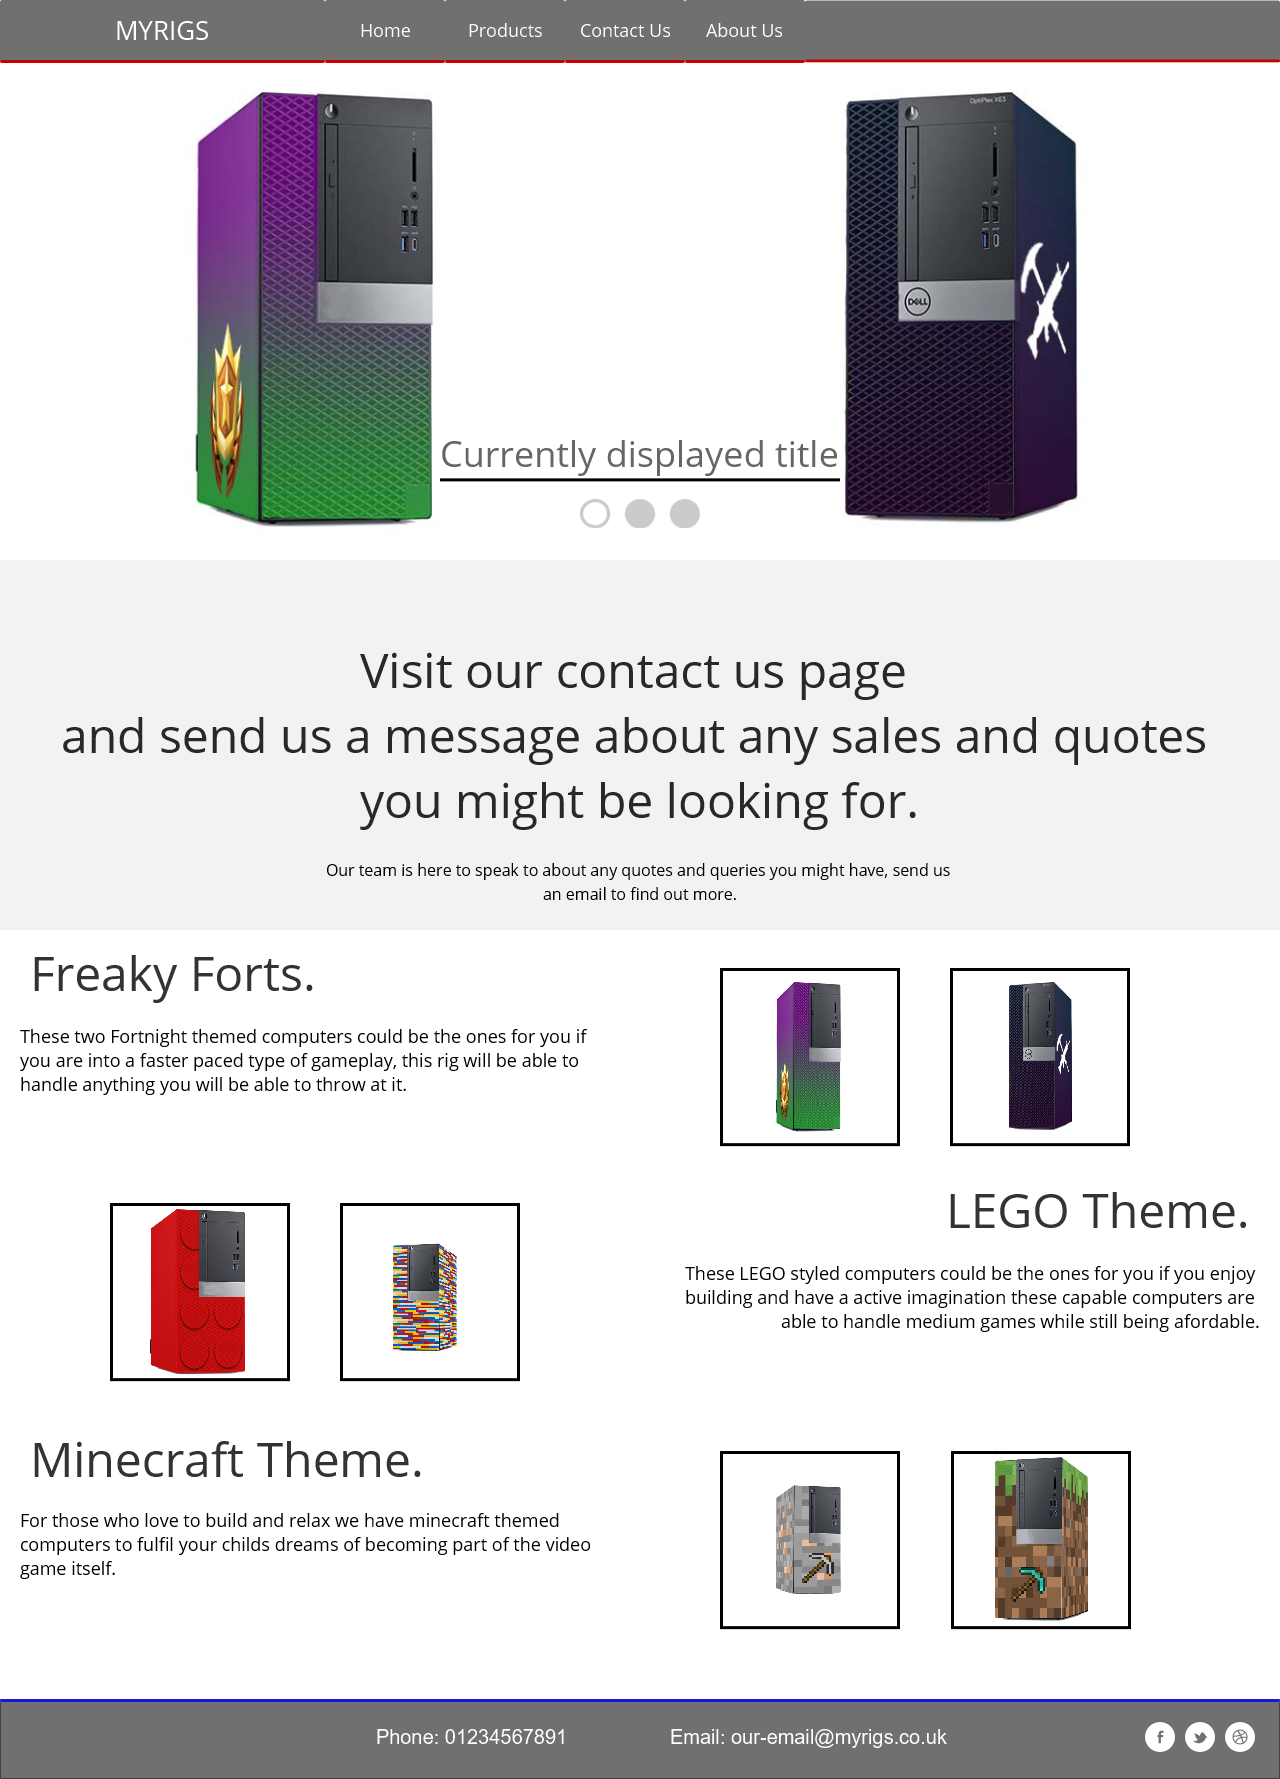 MYRIGS
Home
Products
Contact Us
About Us
OptiPlex XE3
DELL
Currently displayed title
Visit our contact us page
and send us a message about any sales and quotes
you might be looking for.
Our team is here to speak to about any quotes and queries you might have, send us
an email to find out more.
Freaky Forts.
These two Fortnight themed computers could be the ones for you if
you are into a faster paced type of gameplay, this rig will be able to
handle anything you will be able to throw at it.
LEGO Theme.
These LEGO styled computers could be the ones for you if you enjoy
building and have a active imagination these capable computers are
able to handle medium games while still being afordable.
Minecraft Theme.
For those who love to build and relax we have minecraft themed
computers to fulfil your childs dreams of becoming part of the video
game itself.
Phone: 01234567891
Email: our-email@myrigs.co.uk